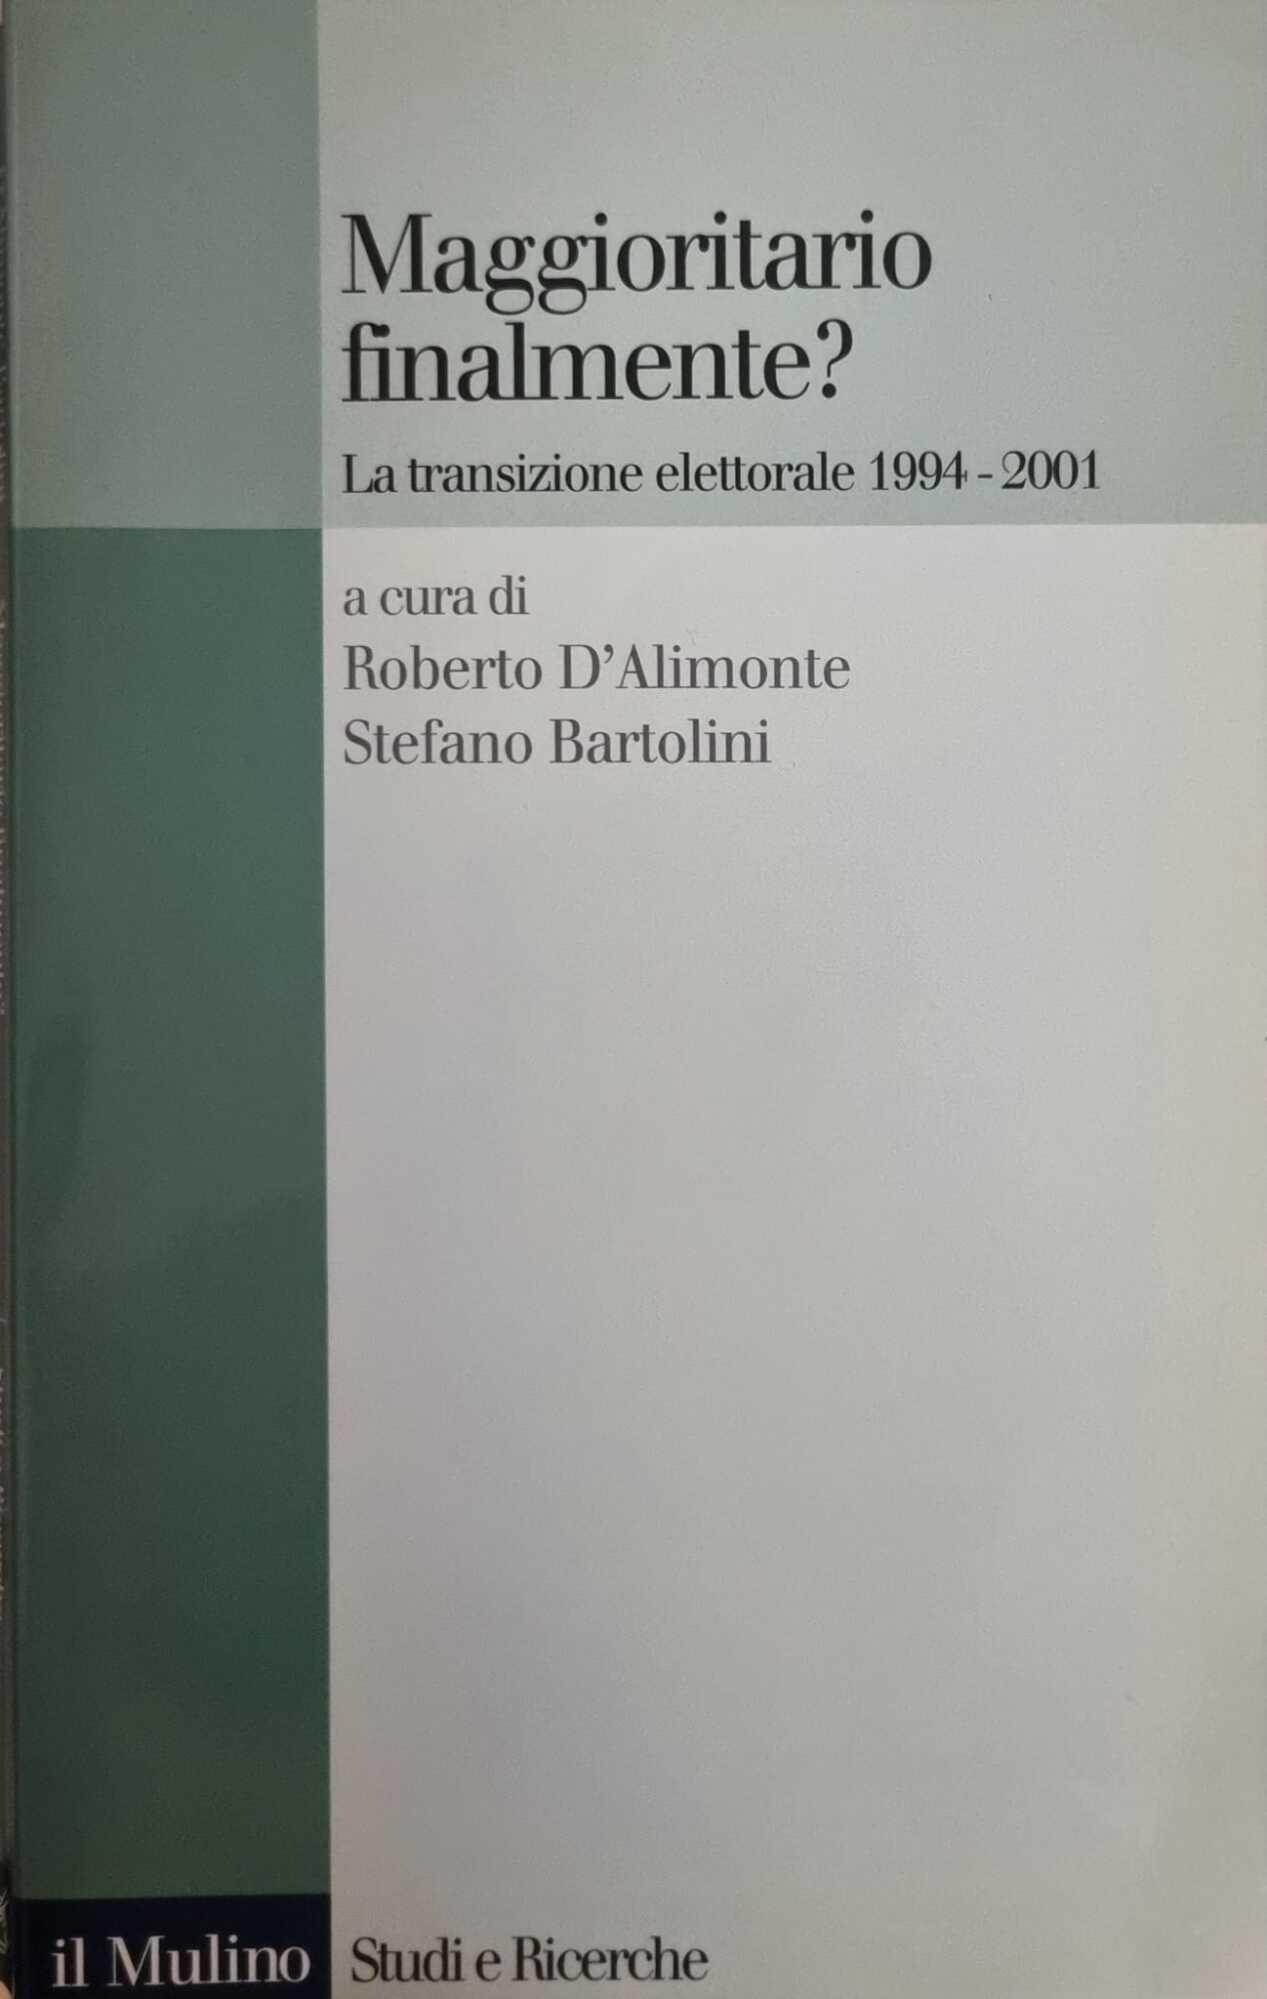 Maggioritario
finalmente?
La transizione elettorale 1994-2001
a cura di
Roberto D'Alimonte
Stefano Bartolini
il Mulino
Studi e Ricerche